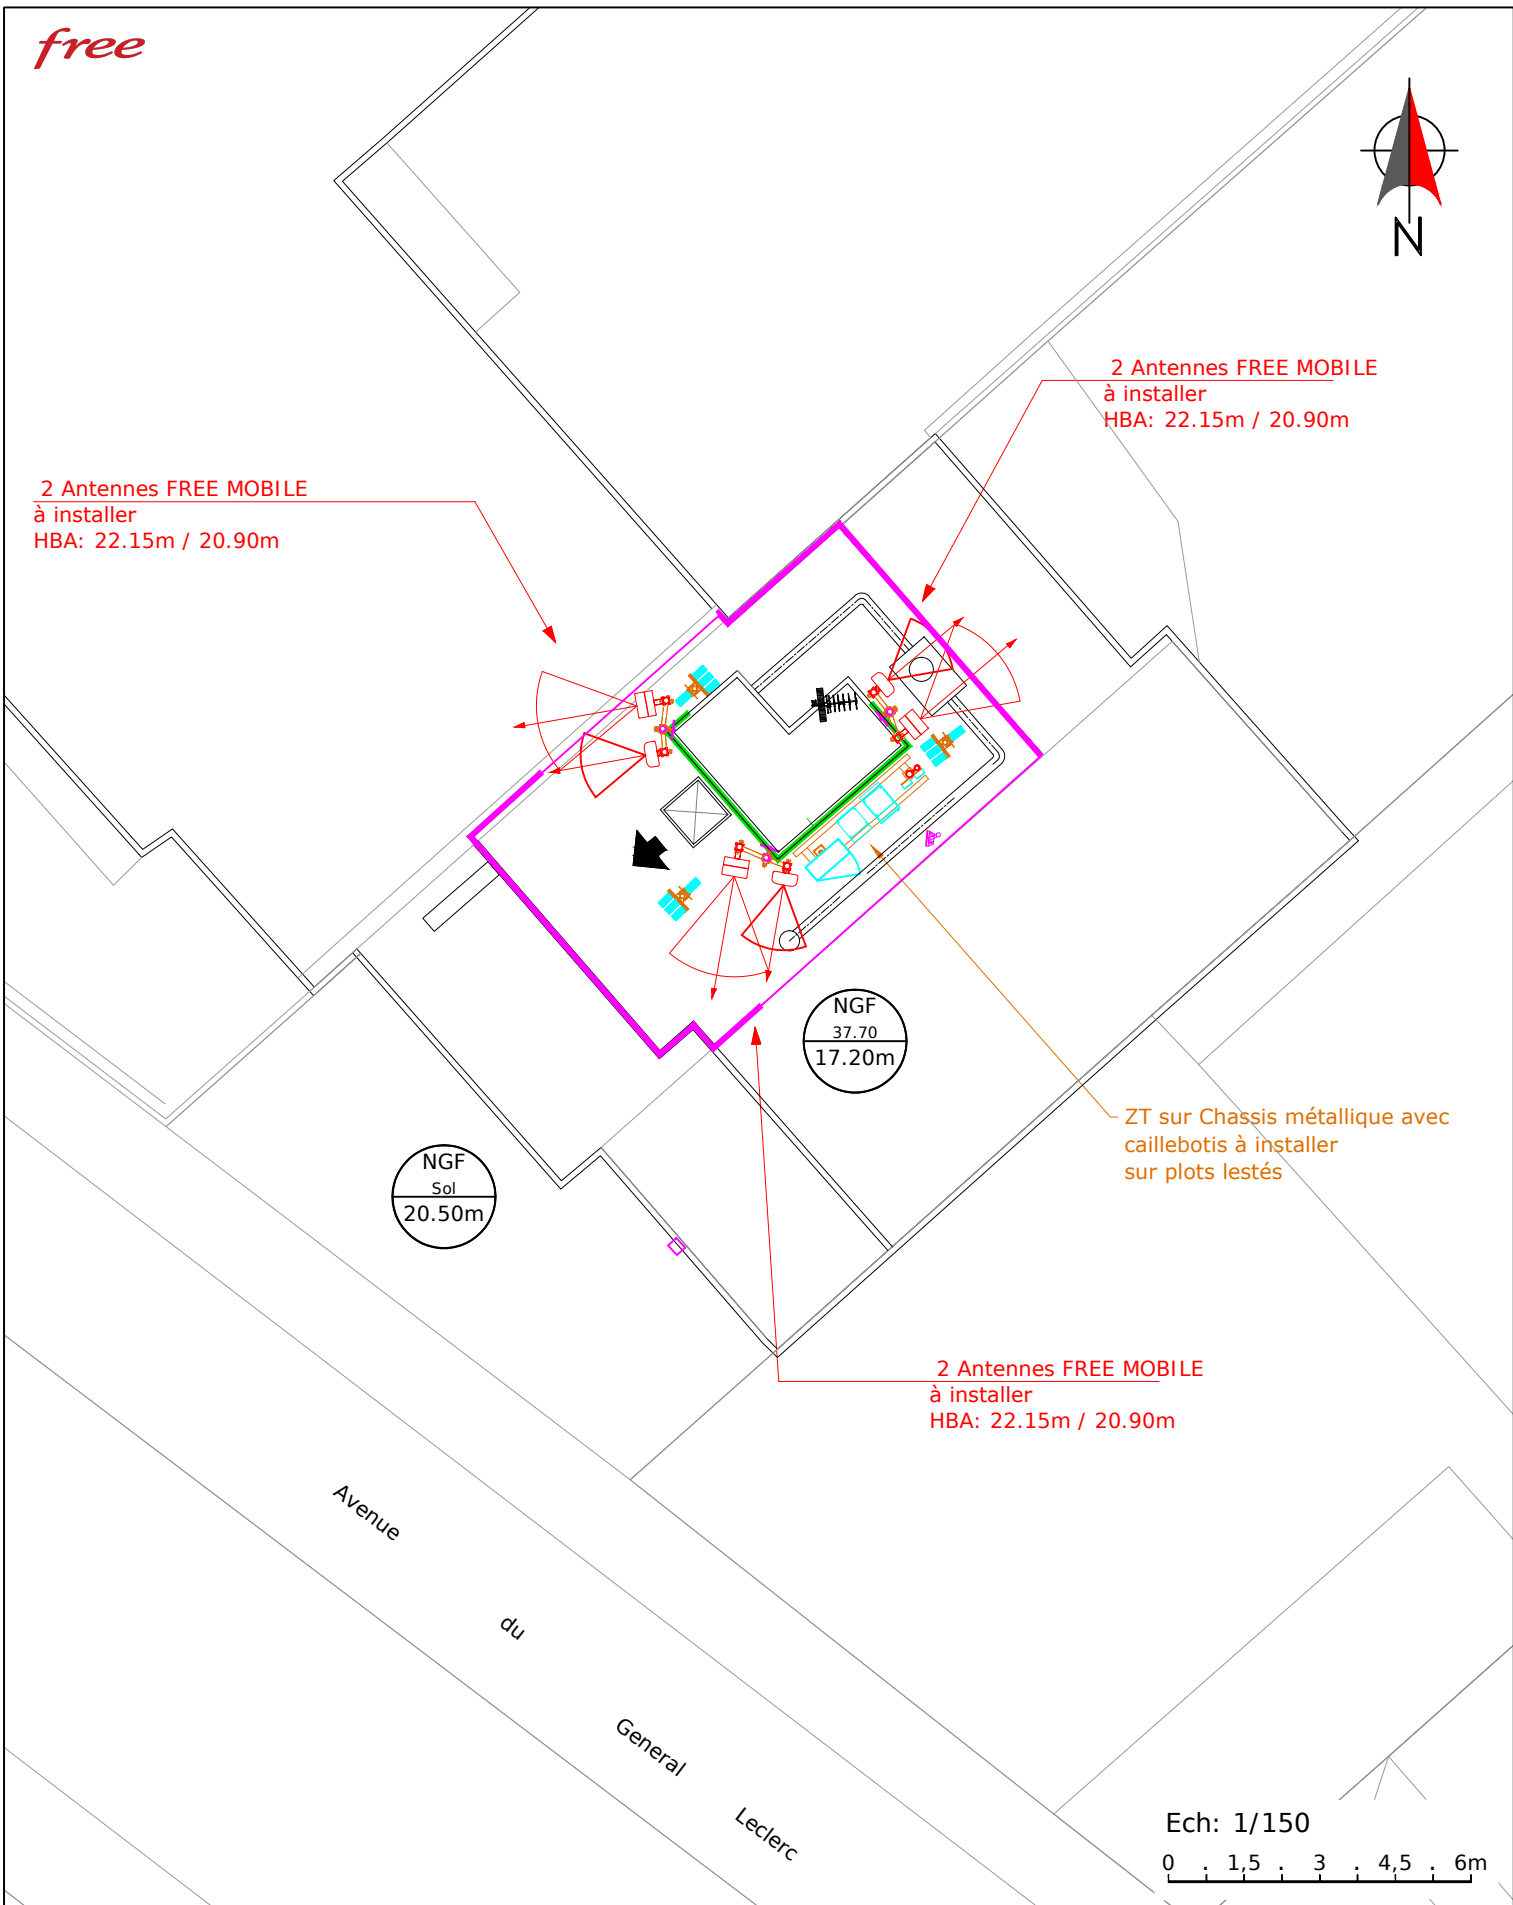 free
N
2 Antennes FREE MOBILE
à installer
HBA: 22.15m / 20.90m
2 Antennes FREE MOBILE
à installer
HBA: 22.15m / 20.90m
NGF
37.70
17.20m
ZT sur Chassis métallique avec
caillebotis à installer
sur plots lestés
NGF
Sol
20.50m
2 Antennes FREE MOBILE
à installer
HBA: 22.15m / 20.90m
Avenue
du
General
Leclerc
Ech: 1/150
0 . 1,5 . 3 . 4,5 . 6m